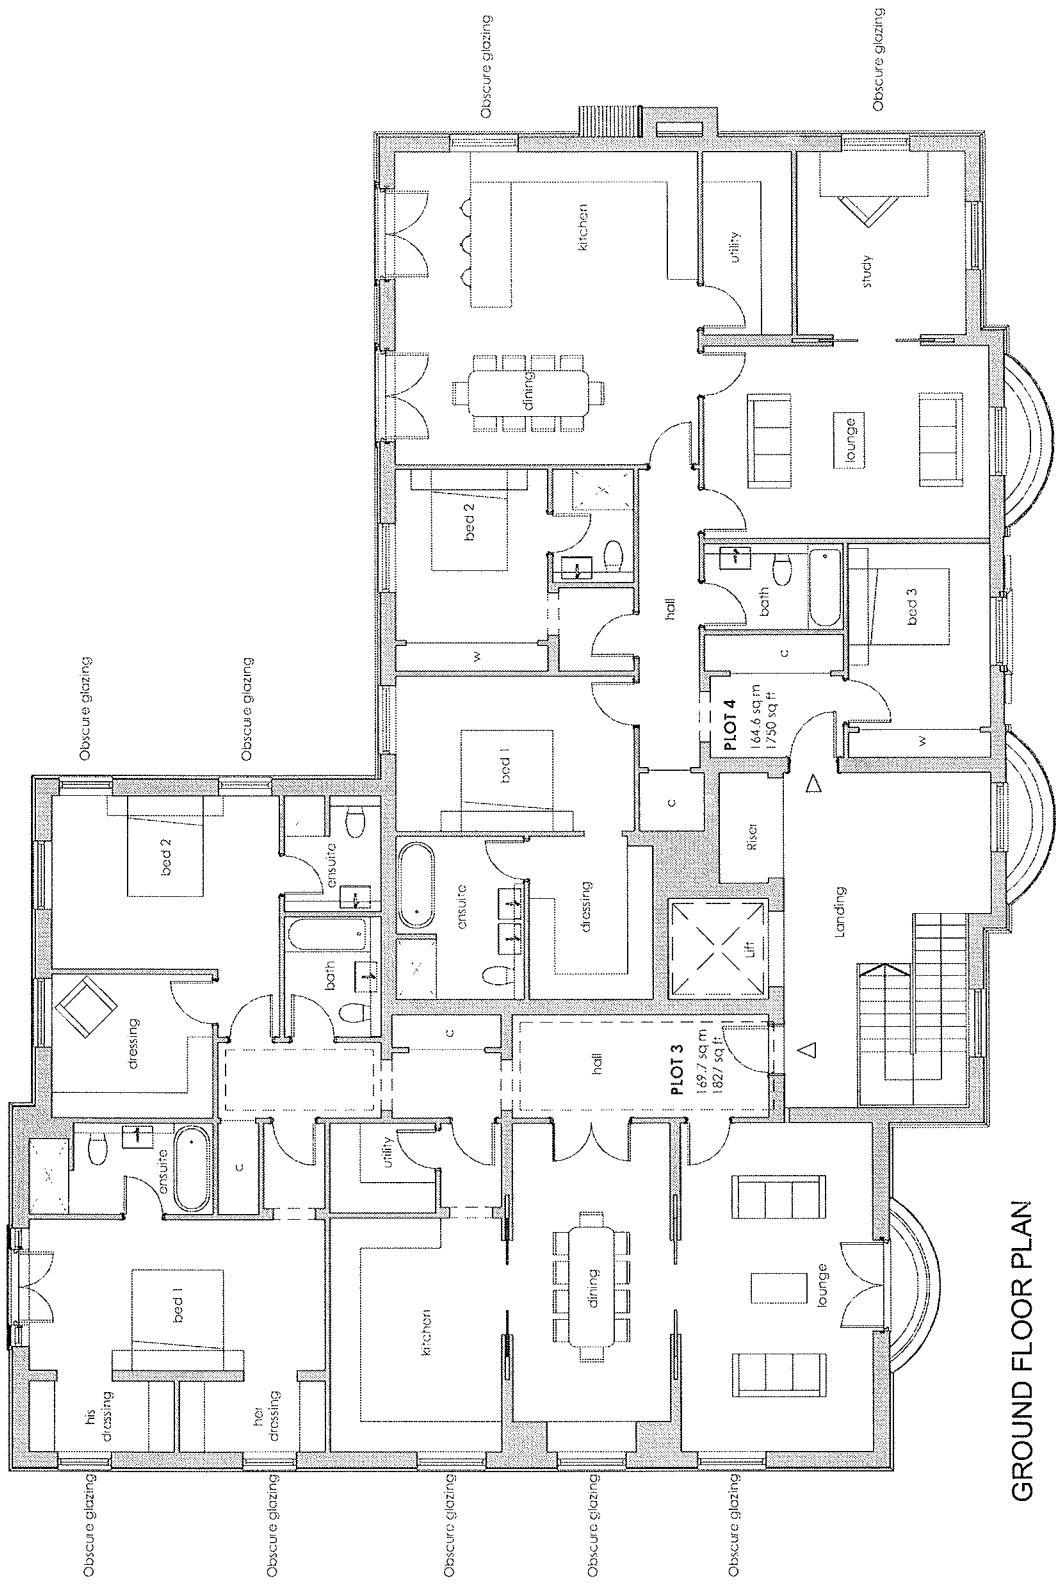 Obscure glazing
Obscure glazing
Obscure glazing
Obscure glazing
kitchen
utility
study
dining
lounge
bed 2
bed 2
w
hall
bath
bed 3
c
w
PLOT 4
164.6 sq m
1750 sq ft
bed 1
c
Riser
ensuite
ensuite
dressing
Lift
Landing
bath
dressing
c
hall
PLOT 3
169.7 sq m
1827 sq ft
ensuite
c
utility
bed 1
kitchen
dining
lounge
his
dressing
her
dressing
Obscure glazing
Obscure glazing
Obscure glazing
Obscure glazing
Obscure glazing
GROUND FLOOR PLAN